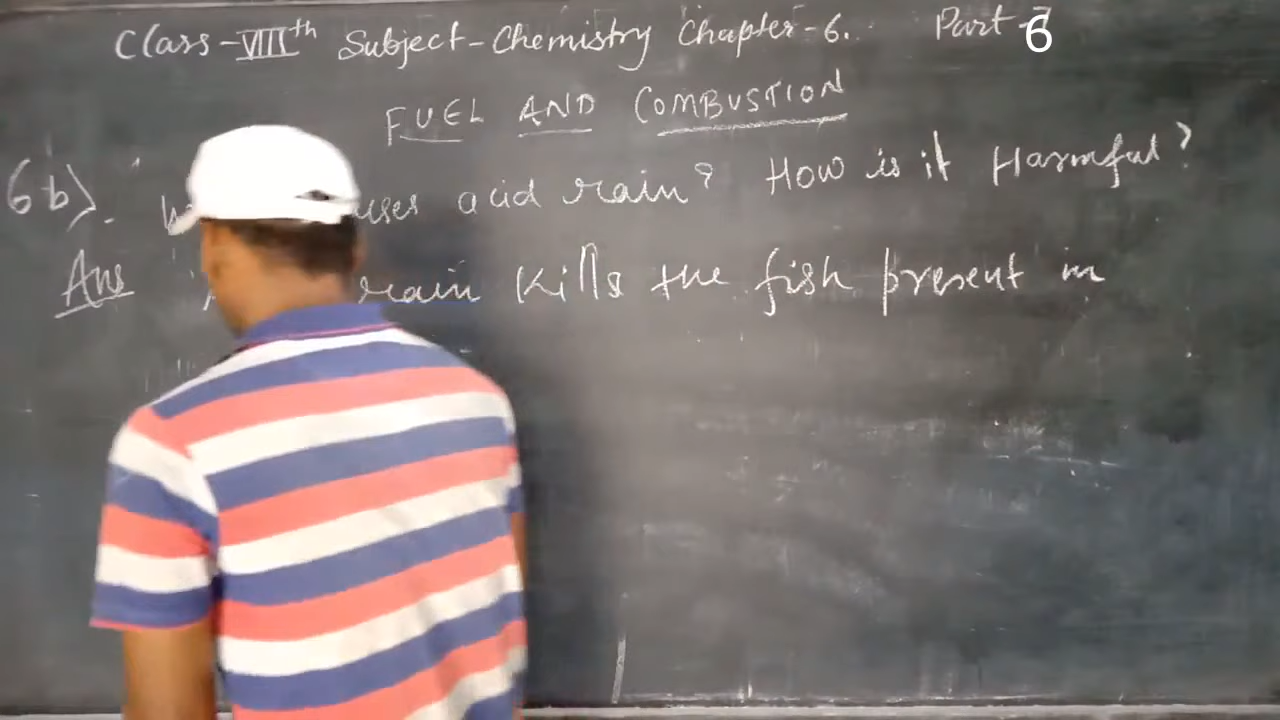 Class-VIIIth Subject-Chemistry Chapter-6. Part-6
FUEL AND COMBUSTION
6b). acid rain? How is it Harmful?
Ans rain Kills the fish present in